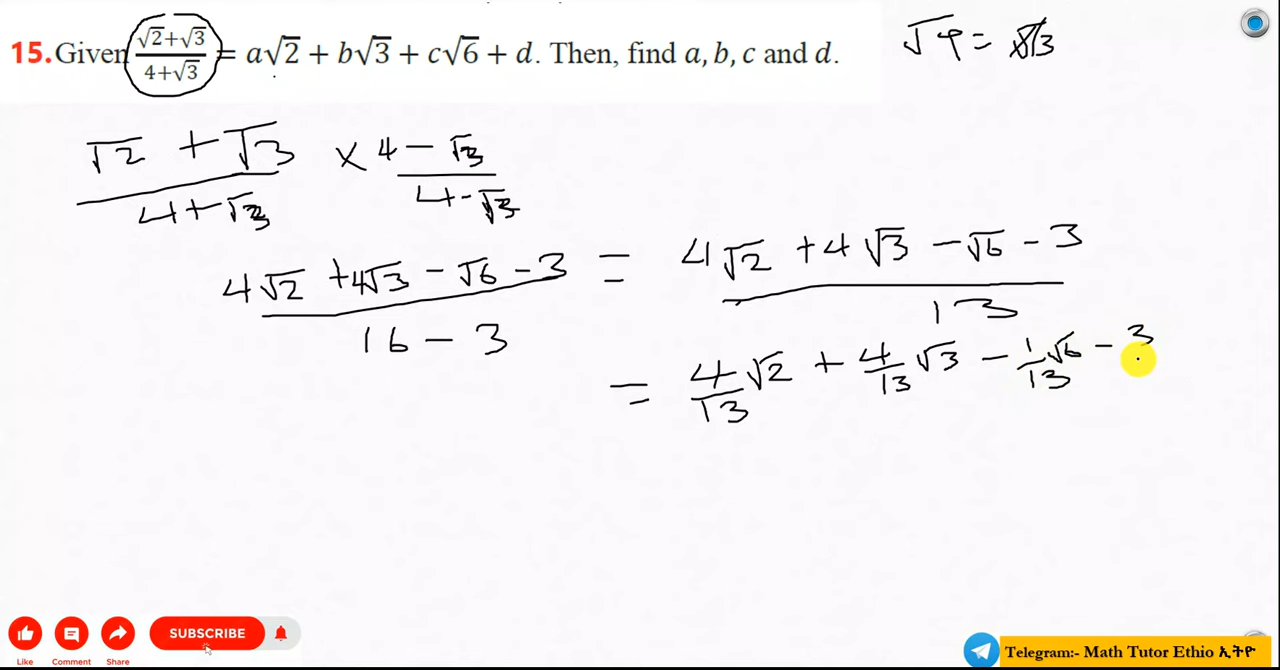 15. Given (√2+√3)/(4+√3) = a√2 + b√3 + c√6 + d. Then, find a, b, c and d.
√9 = 3
(√2 + √3)/(4+√3) × (4 − √3)/(4 − √3)
(4√2 + 4√3 − √6 − 3)/(16 − 3) = (4√2 + 4√3 − √6 − 3)/13
= 4/13 √2 + 4/13 √3 − 1/13 √6 − 3
Like
Comment
Share
SUBSCRIBE
Telegram:- Math Tutor Ethio ኢትዮ